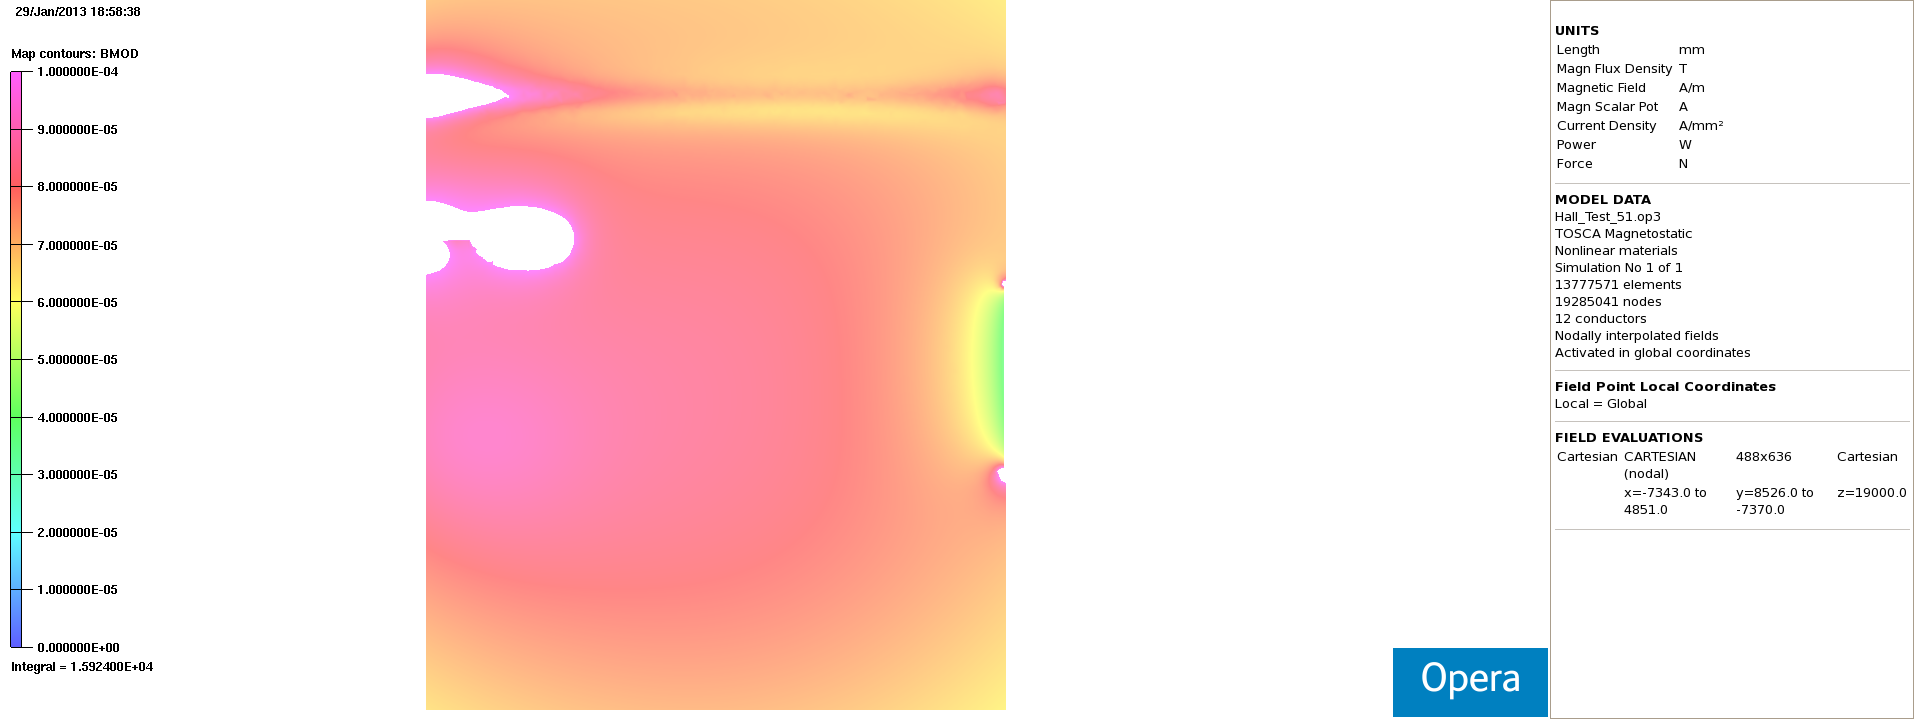 29/Jan/2013 18:58:38
Map contours: BMOD
1.000000E-04
9.000000E-05
8.000000E-05
7.000000E-05
6.000000E-05
5.000000E-05
4.000000E-05
3.000000E-05
2.000000E-05
1.000000E-05
0.000000E+00
Integral = 1.592400E+04
Opera
UNITS
Length mm
Magn Flux Density T
Magnetic Field A/m
Magn Scalar Pot A
Current Density A/mm²
Power W
Force N
MODEL DATA
Hall_Test_51.op3
TOSCA Magnetostatic
Nonlinear materials
Simulation No 1 of 1
13777571 elements
19285041 nodes
12 conductors
Nodally interpolated fields
Activated in global coordinates
Field Point Local Coordinates
Local = Global
FIELD EVALUATIONS
Cartesian CARTESIAN 488x636 Cartesian
(nodal)
x=-7343.0 to y=8526.0 to z=19000.0
4851.0 -7370.0